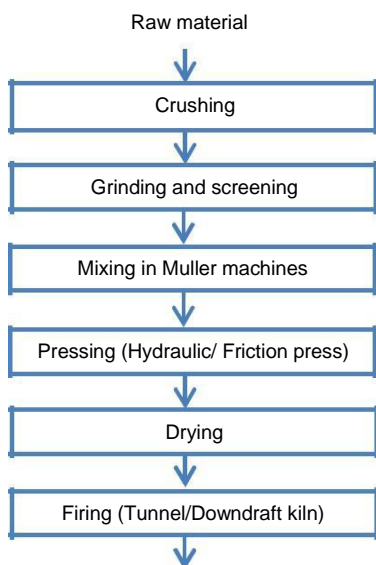 Raw material
Crushing
Grinding and screening
Mixing in Muller machines
Pressing (Hydraulic/ Friction press)
Drying
Firing (Tunnel/Downdraft kiln)